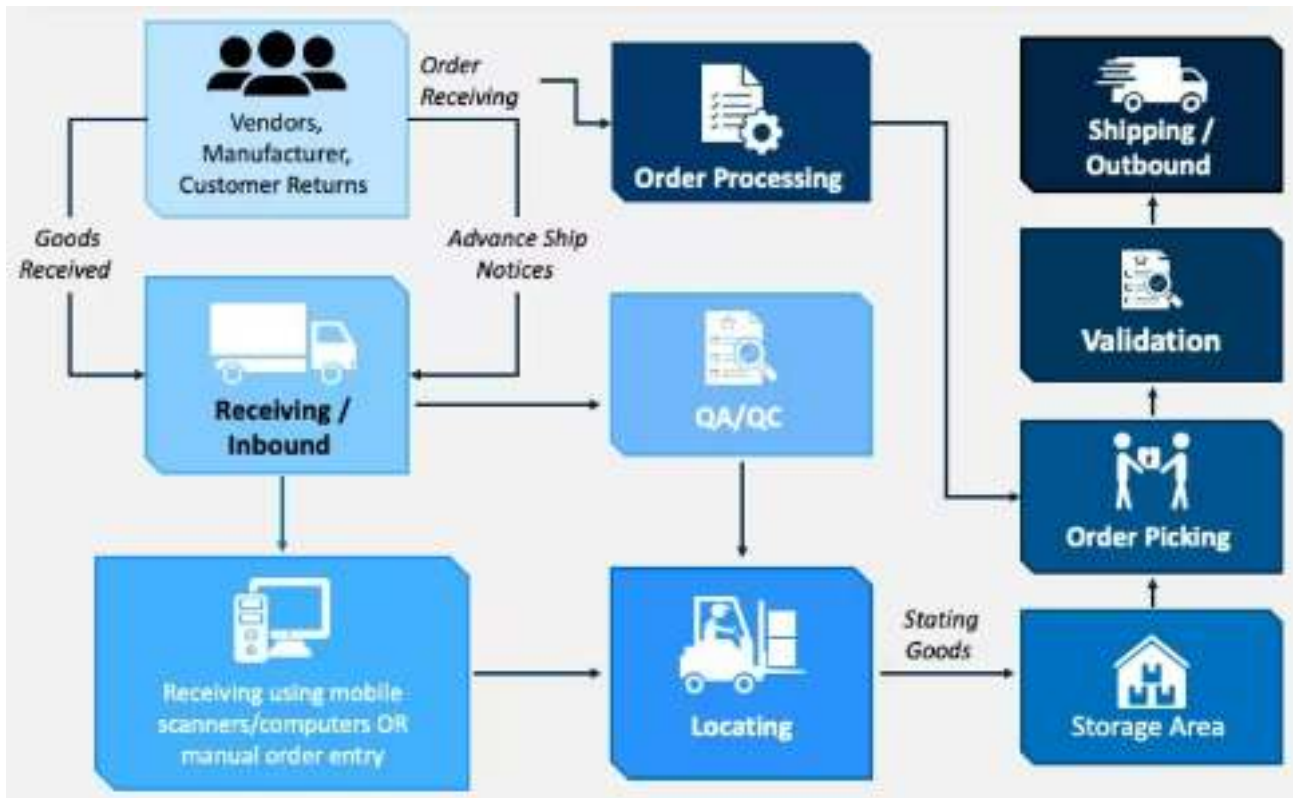 Vendors,
Manufacturer,
Customer Returns
Order
Receiving
Order Processing
Shipping /
Outbound
Goods
Received
Advance Ship
Notices
Receiving /
Inbound
QA/QC
Validation
Order Picking
Receiving using mobile
scanners/computers OR
manual order entry
Locating
Stating
Goods
Storage Area